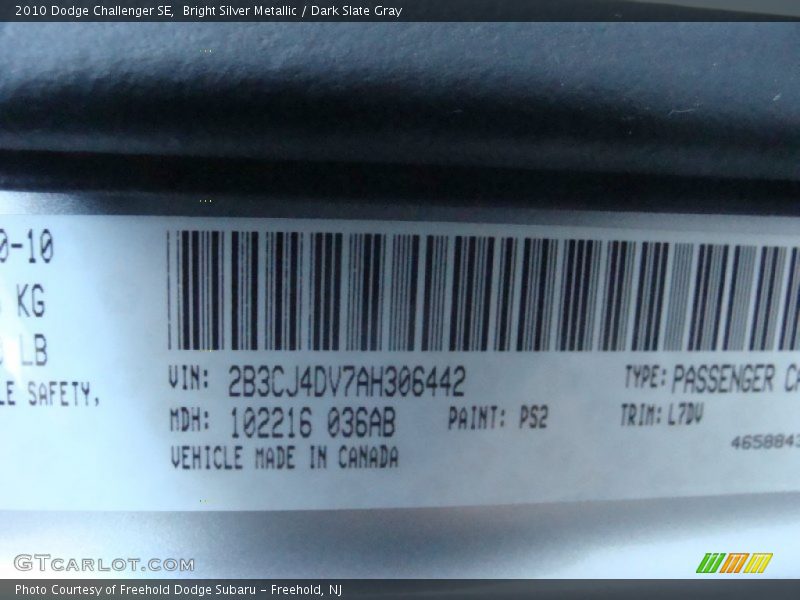 2010 Dodge Challenger SE,  Bright Silver Metallic / Dark Slate Gray
0-10
KG
LB
LE SAFETY,
VIN: 2B3CJ4DV7AH306442 TYPE: PASSENGER CA
MDH: 102216 036AB PAINT: PS2 TRIM: L7DV
VEHICLE MADE IN CANADA
465884
GTCARLOT.COM
Photo Courtesy of Freehold Dodge Subaru - Freehold, NJ